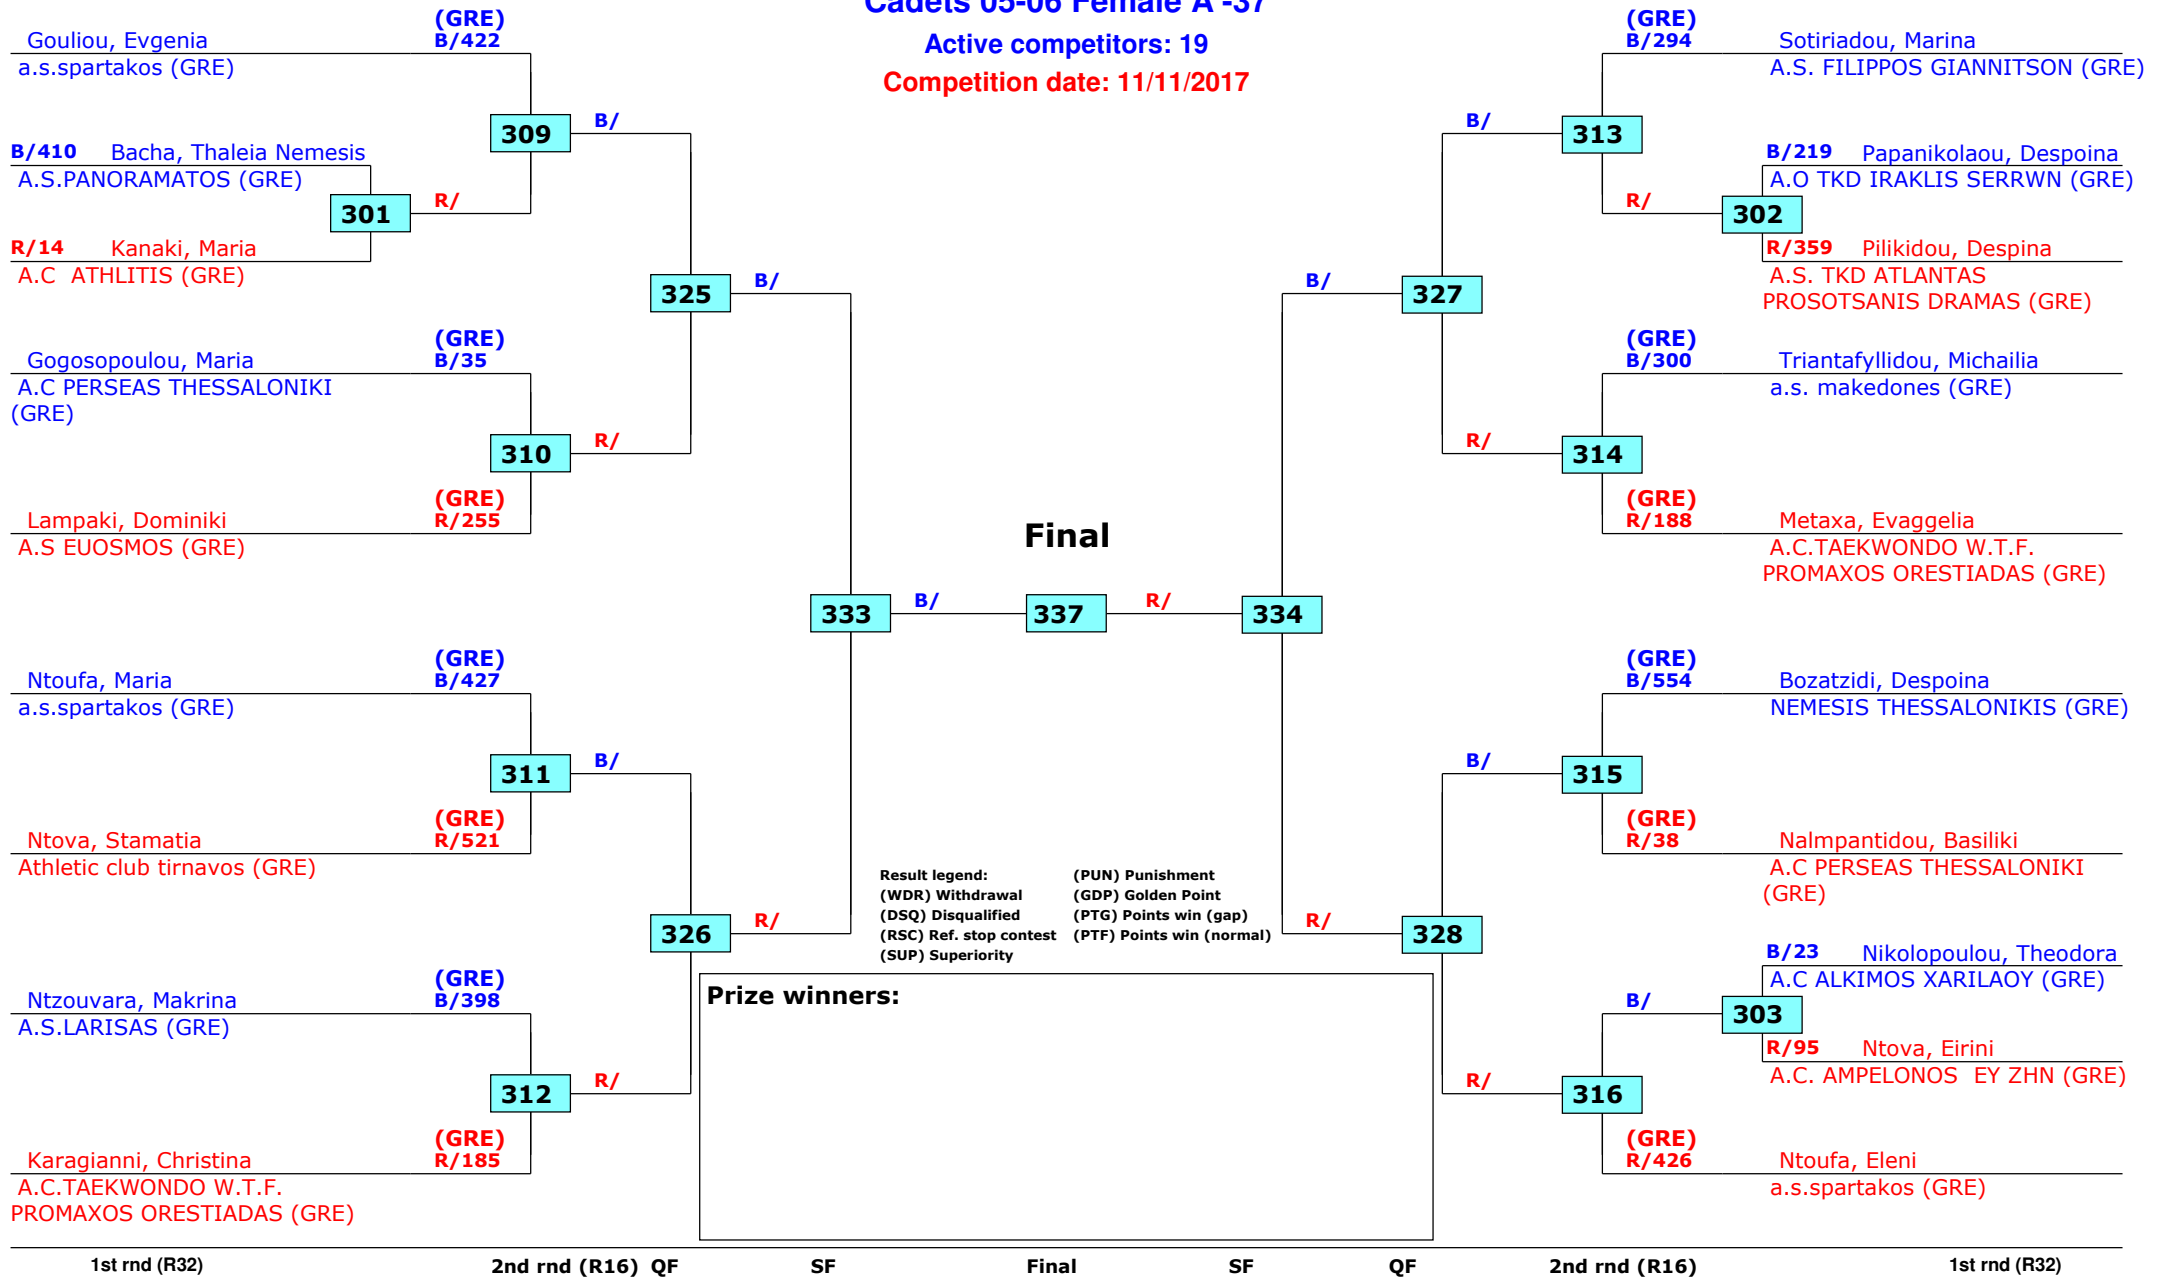 Cadets 05-06 Female A -37
Active competitors: 19
Competition date: 11/11/2017
(GRE)
Gouliou, Evgenia B/422
a.s.spartakos (GRE)
309
B/
B/410 Bacha, Thaleia Nemesis
A.S.PANORAMATOS (GRE)
301
R/
R/14 Kanaki, Maria
A.C ATHLITIS (GRE)
325
B/
(GRE)
Gogosopoulou, Maria B/35
A.C PERSEAS THESSALONIKI
(GRE)
310
R/
(GRE)
Lampaki, Dominiki R/255
A.S EUOSMOS (GRE)
333
B/
(GRE)
Ntoufa, Maria B/427
a.s.spartakos (GRE)
311
B/
(GRE)
Ntova, Stamatia R/521
Athletic club tirnavos (GRE)
326
R/
(GRE)
Ntzouvara, Makrina B/398
A.S.LARISAS (GRE)
312
R/
(GRE)
Karagianni, Christina R/185
A.C.TAEKWONDO W.T.F.
PROMAXOS ORESTIADAS (GRE)
Final
337
R/
334
(GRE)
B/294 Sotiriadou, Marina
A.S. FILIPPOS GIANNITSON (GRE)
B/
313
B/219 Papanikolaou, Despoina
A.O TKD IRAKLIS SERRWN (GRE)
R/
302
R/359 Pilikidou, Despina
A.S. TKD ATLANTAS
PROSOTSANIS DRAMAS (GRE)
B/
327
(GRE)
B/300 Triantafyllidou, Michailia
a.s. makedones (GRE)
R/
314
(GRE)
R/188 Metaxa, Evaggelia
A.C.TAEKWONDO W.T.F.
PROMAXOS ORESTIADAS (GRE)
(GRE)
B/554 Bozatzidi, Despoina
NEMESIS THESSALONIKIS (GRE)
B/
315
(GRE)
R/38 Nalmpantidou, Basiliki
A.C PERSEAS THESSALONIKI
(GRE)
R/
328
B/23 Nikolopoulou, Theodora
A.C ALKIMOS XARILAOY (GRE)
B/
303
R/95 Ntova, Eirini
A.C. AMPELONOS EY ZHN (GRE)
R/
316
(GRE)
R/426 Ntoufa, Eleni
a.s.spartakos (GRE)
Result legend: (PUN) Punishment
(WDR) Withdrawal (GDP) Golden Point
(DSQ) Disqualified (PTG) Points win (gap)
(RSC) Ref. stop contest (PTF) Points win (normal)
(SUP) Superiority
Prize winners:
1st rnd (R32) 2nd rnd (R16) QF SF Final SF QF 2nd rnd (R16) 1st rnd (R32)